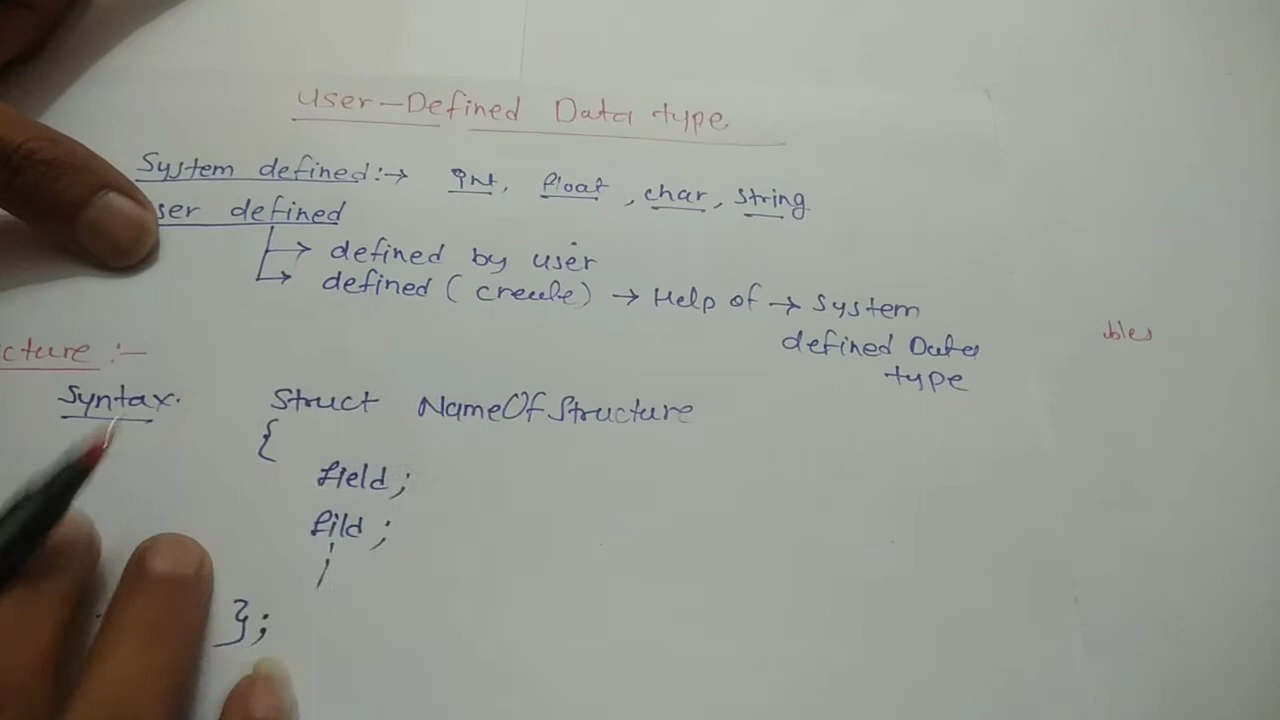 User-Defined Data type
System defined:→ int, float, char, string
ser defined
→ defined by user
→ defined (create) → Help of → System
defined Data
type
bles
cture :-
Syntax.
Struct NameOfStructure
{
field;
fild;
};